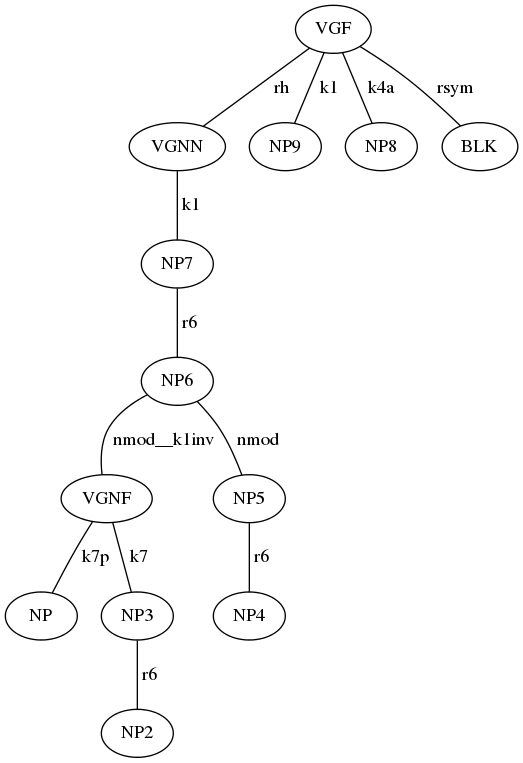 VGF
rh
k1
k4a
rsym
VGNN
NP9
NP8
BLK
k1
NP7
r6
NP6
nmod__k1inv
nmod
VGNF
NP5
k7p
k7
r6
NP
NP3
NP4
r6
NP2